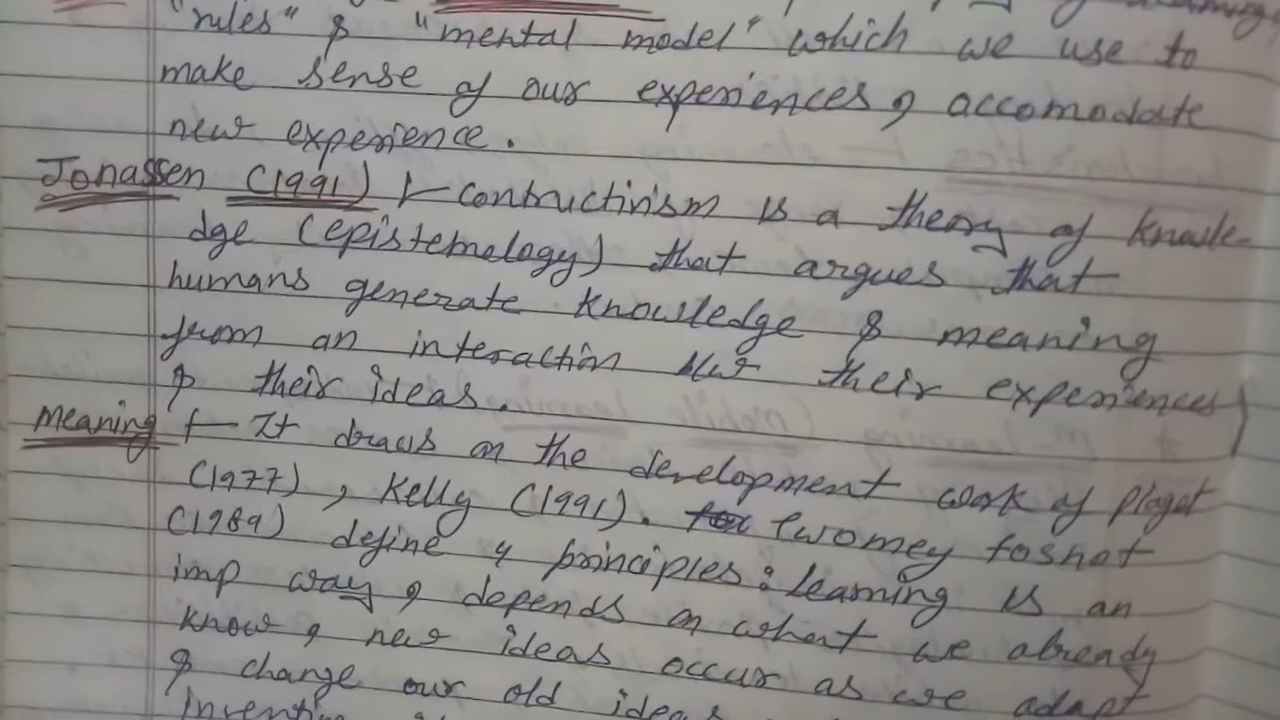 "rules" & "mental model" which we use to
make sense of our experiences, accomodate
new experience.
Jonassen (1991) :- contructivism is a theory of knowle-
dge (epistemology) that argues that
humans generate knowledge & meaning
from an interaction b/w their experiences
& their ideas.
Meaning :- It draws on the development work of Piaget
(1977), Kelly (1991). Twomey fosnot
(1989) define 4 principles: learning is an
imp way, depends on what we already
know, new ideas occur as we adapt
& change our old ideas